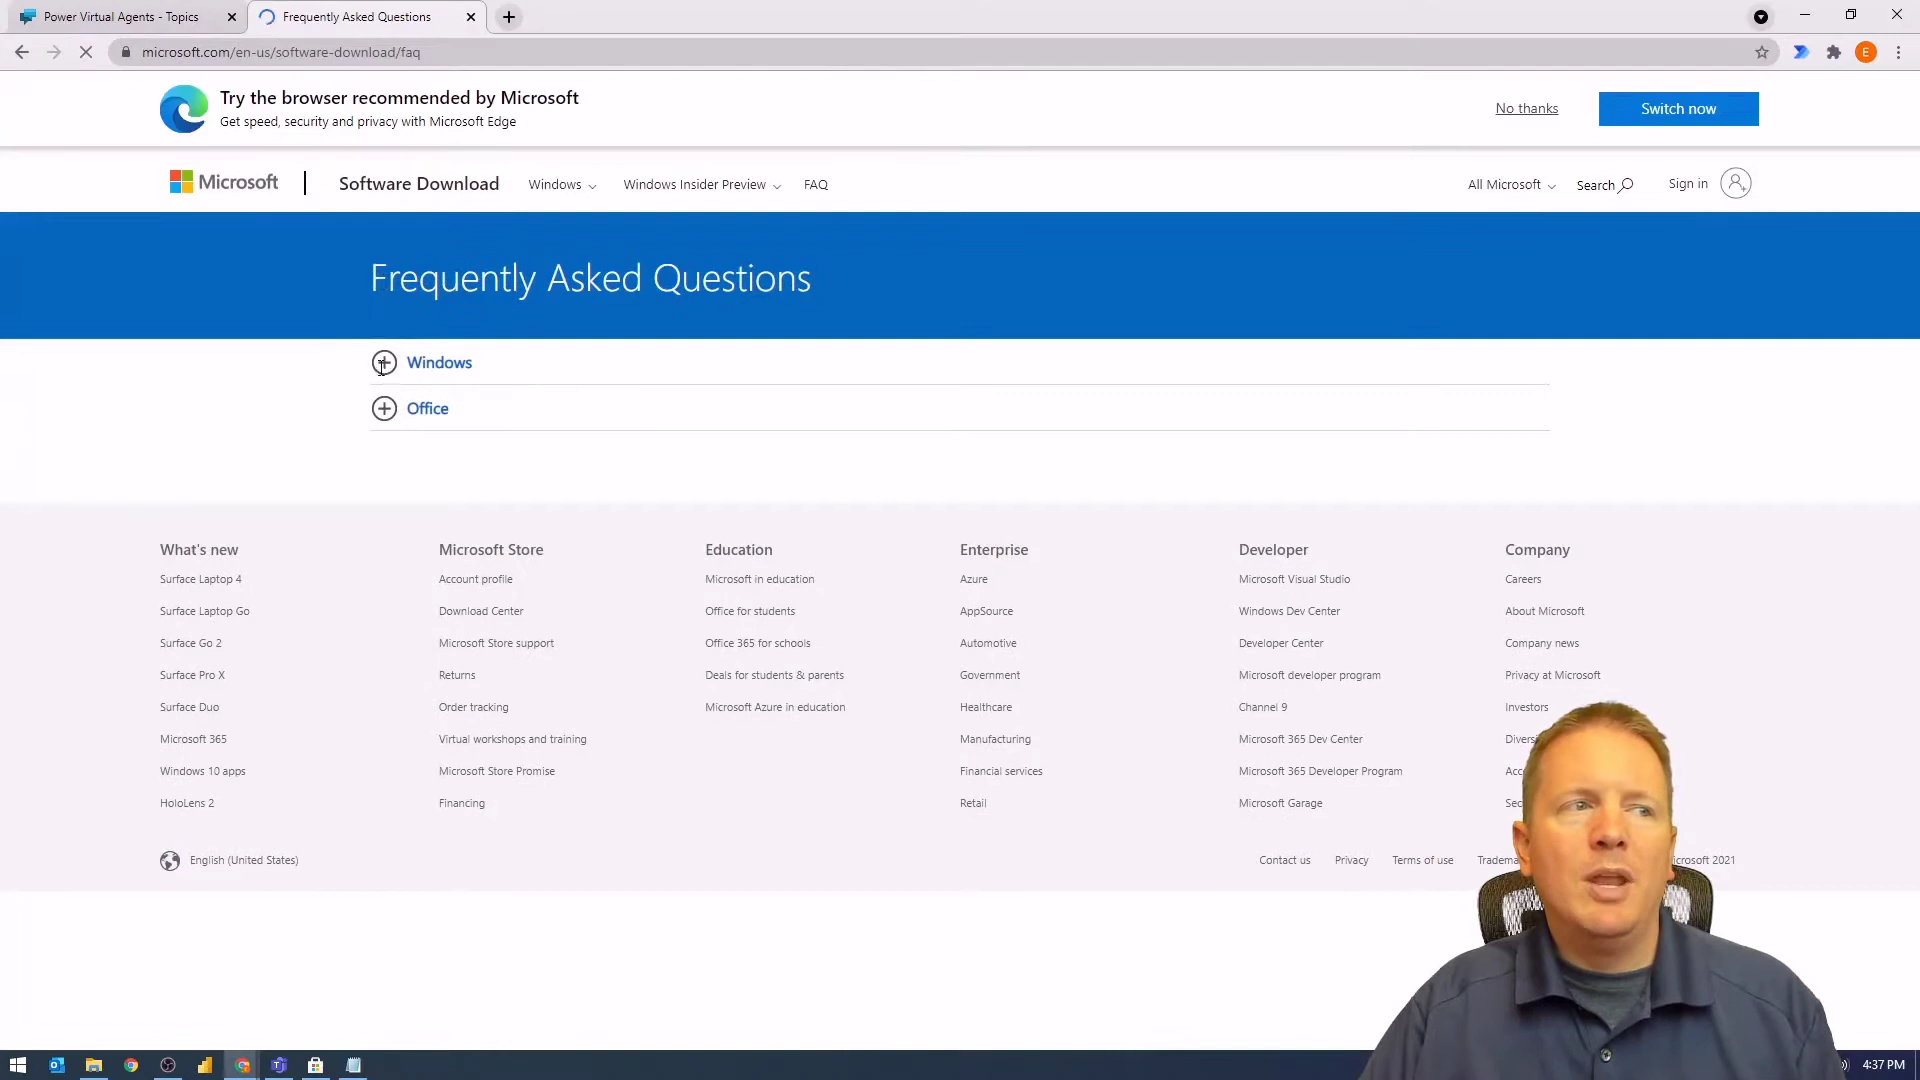 Power Virtual Agents - Topics
Frequently Asked Questions
microsoft.com/en-us/software-download/faq
E
Try the browser recommended by Microsoft
Get speed, security and privacy with Microsoft Edge
No thanks
Switch now
Microsoft
Software Download
Windows
Windows Insider Preview
FAQ
All Microsoft
Search
Sign in
Frequently Asked Questions
Windows
Office
What's new
Surface Laptop 4
Surface Laptop Go
Surface Go 2
Surface Pro X
Surface Duo
Microsoft 365
Windows 10 apps
HoloLens 2
Microsoft Store
Account profile
Download Center
Microsoft Store support
Returns
Order tracking
Virtual workshops and training
Microsoft Store Promise
Financing
Education
Microsoft in education
Office for students
Office 365 for schools
Deals for students & parents
Microsoft Azure in education
Enterprise
Azure
AppSource
Automotive
Government
Healthcare
Manufacturing
Financial services
Retail
Developer
Microsoft Visual Studio
Windows Dev Center
Developer Center
Microsoft developer program
Channel 9
Microsoft 365 Dev Center
Microsoft 365 Developer Program
Microsoft Garage
Company
Careers
About Microsoft
Company news
Privacy at Microsoft
Investors
English (United States)
Contact us
Privacy
Terms of use
2021
4:37 PM